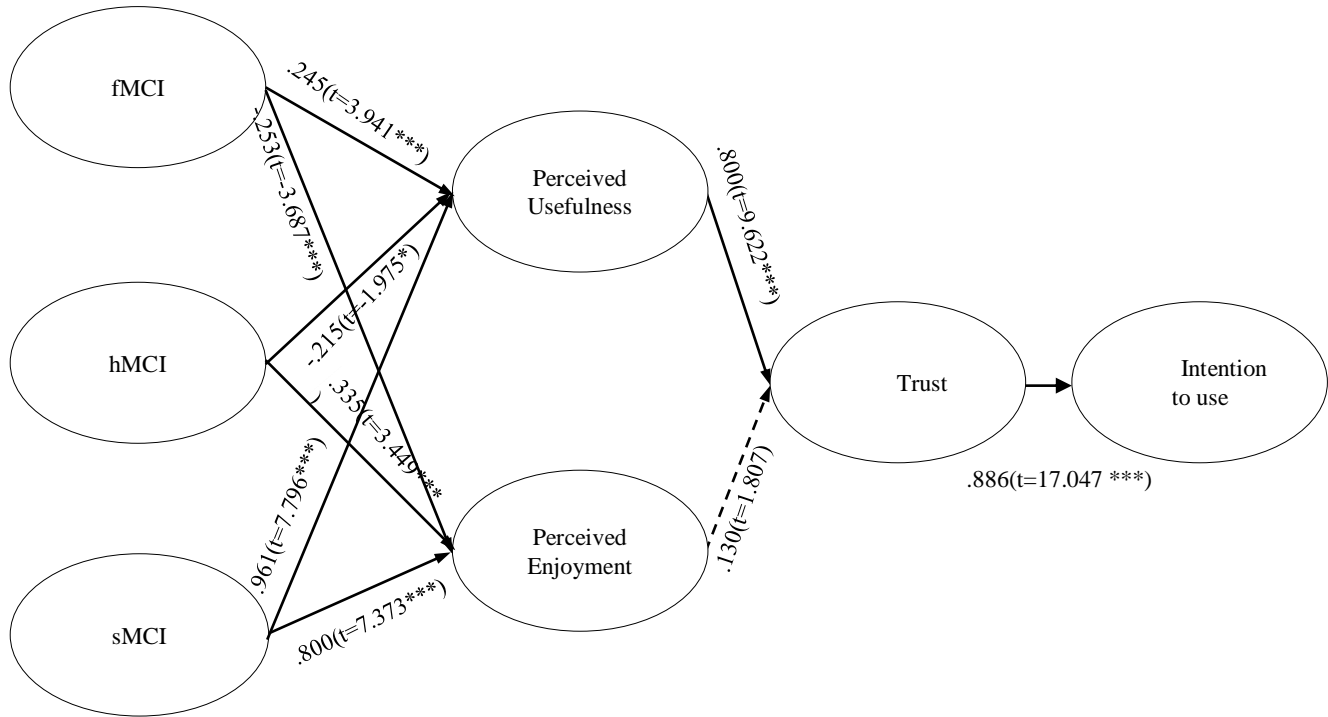 fMCI
.245(t=3.941***)
-.253(t=-3.687***)
Perceived
Usefulness
.800(t=9.622***)
hMCI
-.215(t=-1.975*)
.335(t=3.449***
)
Trust
Intention
to use
.886(t=17.047 ***)
.961(t=7.796***)
Perceived
Enjoyment
.130(t=1.807)
sMCI
.800(t=7.373***)